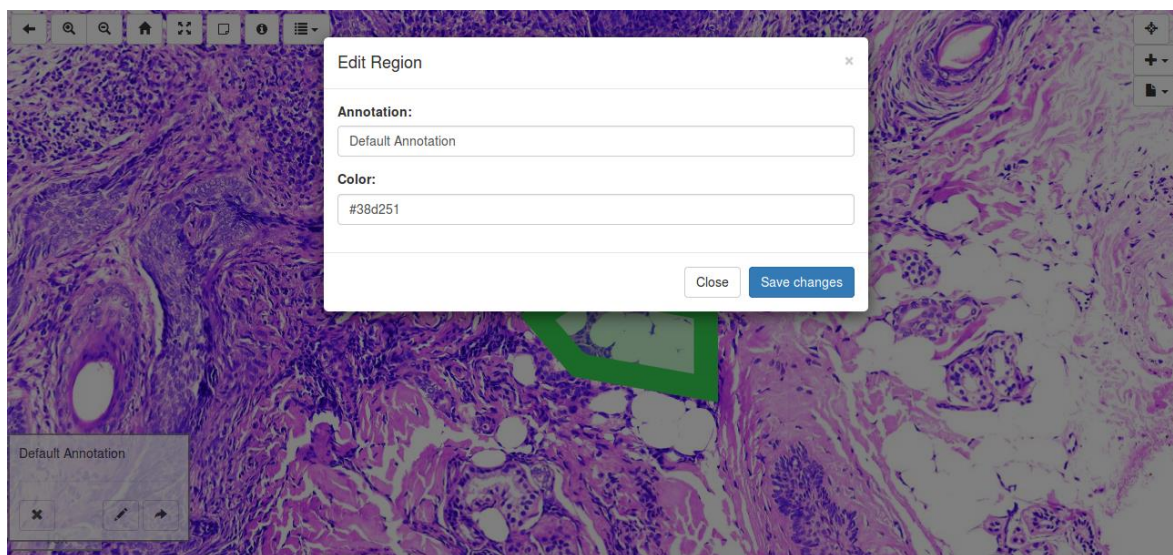 Edit Region
×
Annotation:
Default Annotation
Color:
#38d251
Close Save changes
Default Annotation